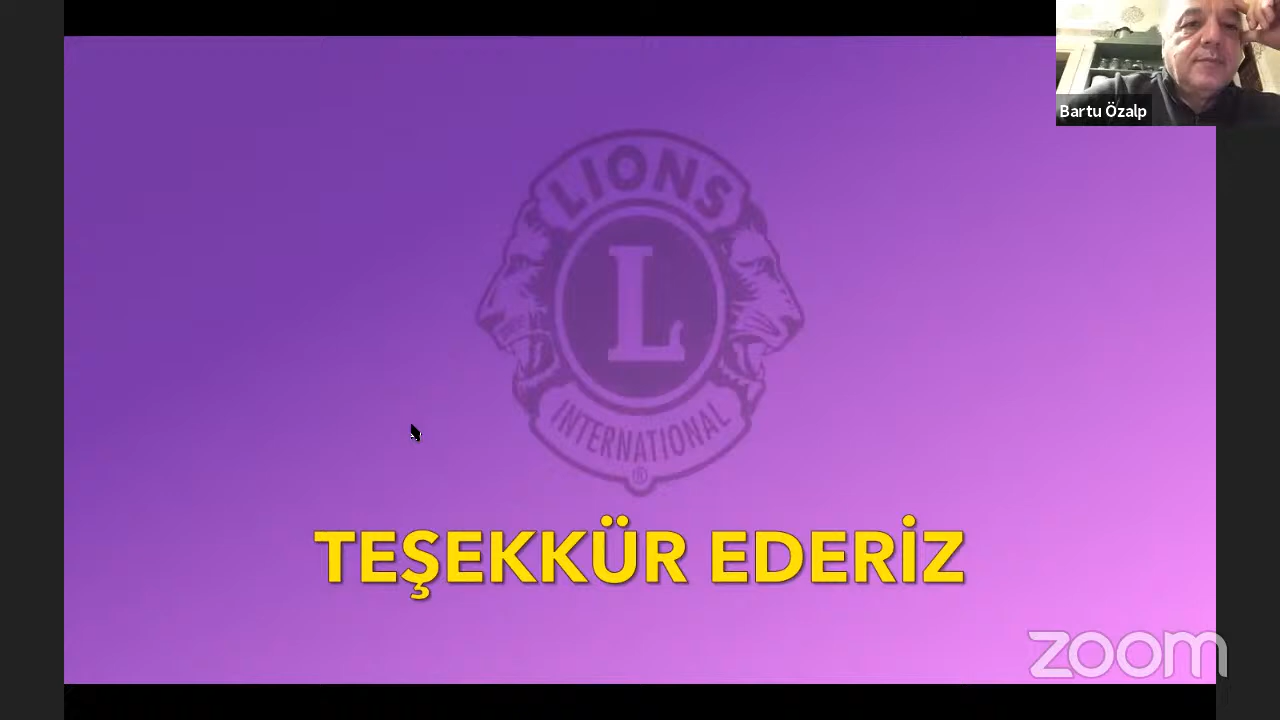 Bartu Özalp
LIONS
L
INTERNATIONAL
®
TEŞEKKÜR EDERİZ
zoom